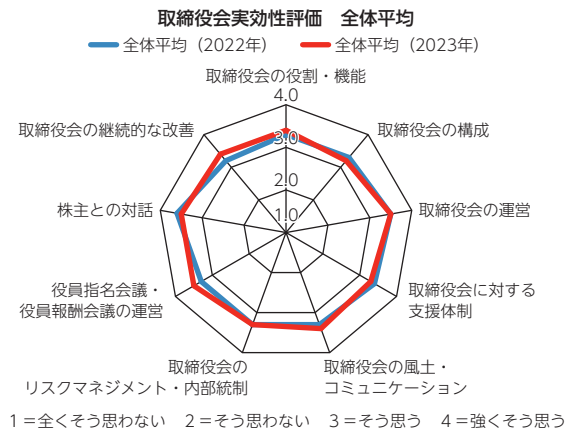 取締役会実効性評価　全体平均
全体平均（2022年）　全体平均（2023年）
取締役会の役割・機能
4.0
取締役会の継続的な改善
取締役会の構成
3.0
2.0
株主との対話
取締役会の運営
1.0
役員指名会議・
役員報酬会議の運営
取締役会に対する
支援体制
取締役会の
リスクマネジメント・内部統制
取締役会の風土・
コミュニケーション
1＝全くそう思わない　2＝そう思わない　3＝そう思う　4＝強くそう思う